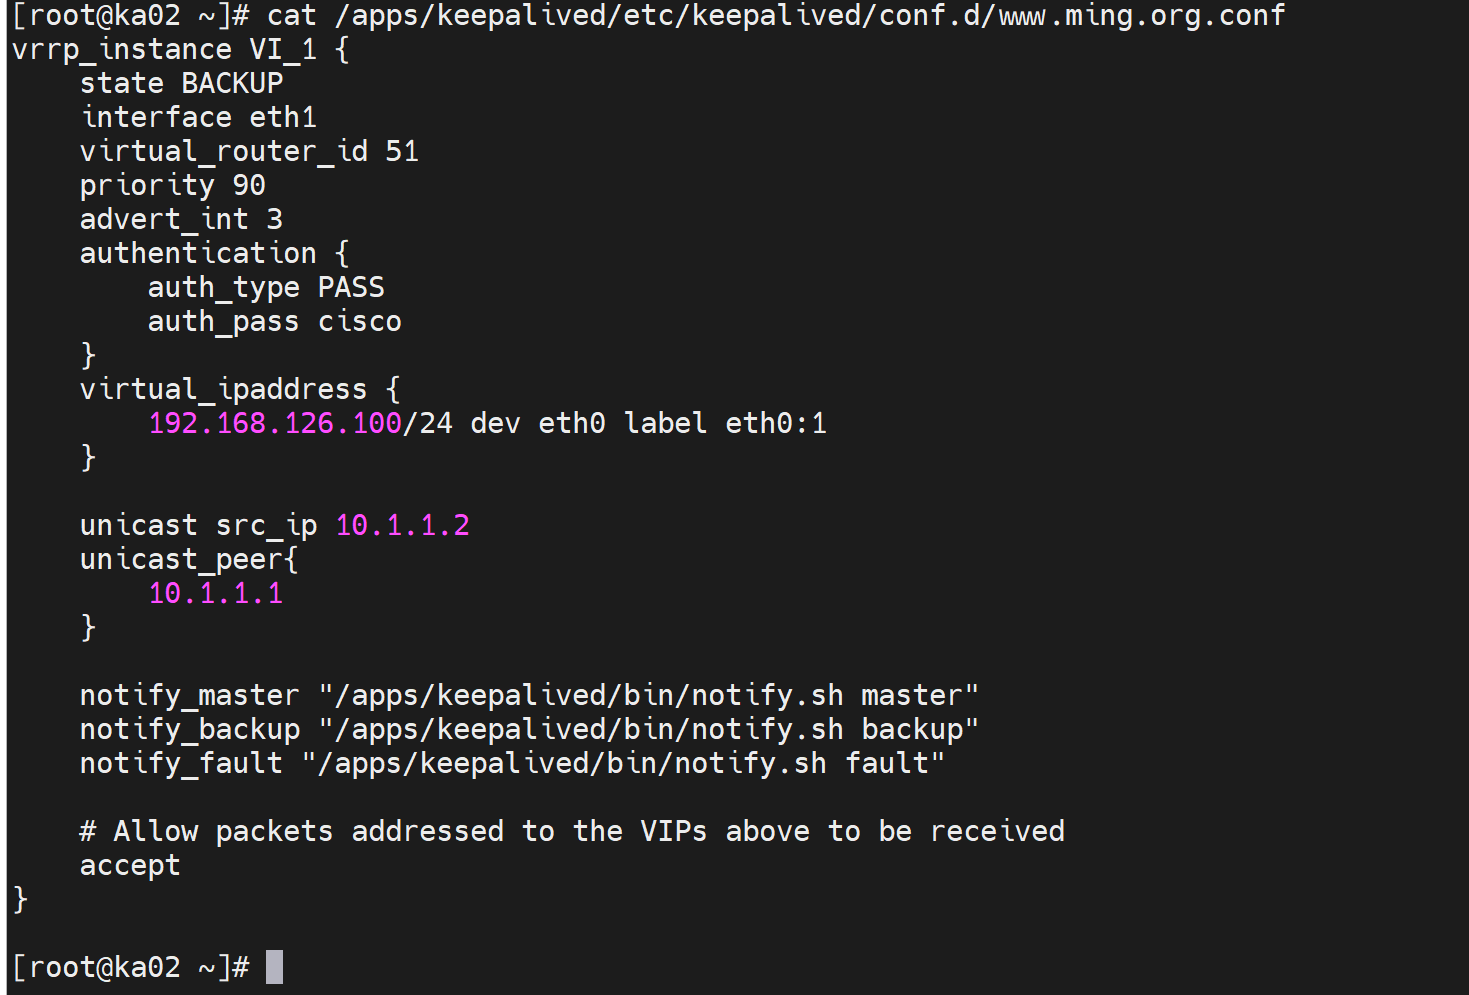 [root@ka02 ~]# cat /apps/keepalived/etc/keepalived/conf.d/www.ming.org.conf
vrrp_instance VI_1 {
    state BACKUP
    interface eth1
    virtual_router_id 51
    priority 90
    advert_int 3
    authentication {
        auth_type PASS
        auth_pass cisco
    }
    virtual_ipaddress {
        192.168.126.100/24 dev eth0 label eth0:1
    }

    unicast src_ip 10.1.1.2
    unicast_peer{
        10.1.1.1
    }

    notify_master "/apps/keepalived/bin/notify.sh master"
    notify_backup "/apps/keepalived/bin/notify.sh backup"
    notify_fault "/apps/keepalived/bin/notify.sh fault"

    # Allow packets addressed to the VIPs above to be received
    accept
}

[root@ka02 ~]#